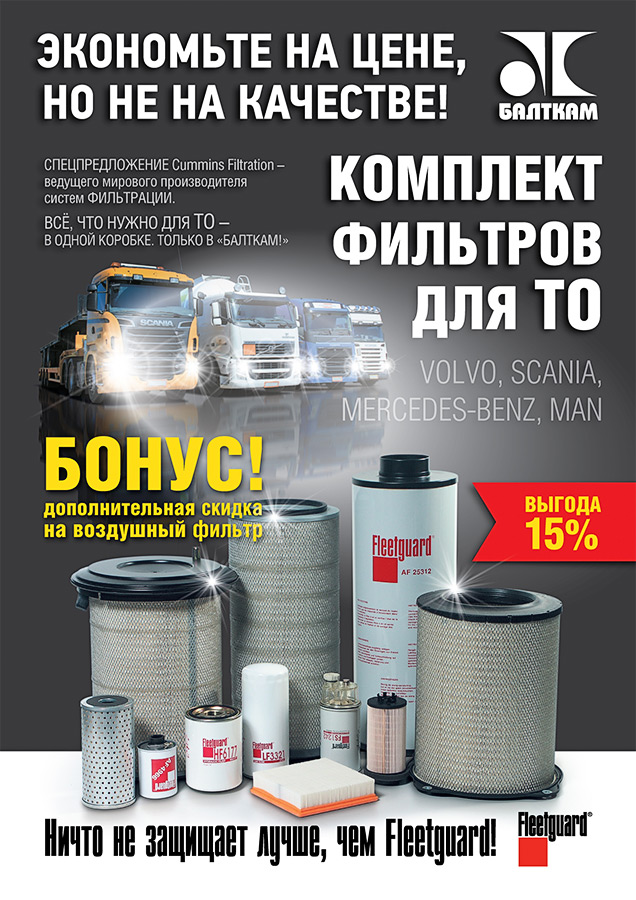 ЭКОНОМЬТЕ НА ЦЕНЕ,
НО НЕ НА КАЧЕСТВЕ!
БАЛТКАМ
СПЕЦПРЕДЛОЖЕНИЕ Cummins Filtration –
ведущего мирового производителя
систем ФИЛЬТРАЦИИ.
ВСЁ, ЧТО НУЖНО ДЛЯ ТО –
В ОДНОЙ КОРОБКЕ. ТОЛЬКО В «БАЛТКАМ!»
КОМПЛЕКТ
ФИЛЬТРОВ
для ТО
SCANIA
VOLVO, SCANIA,
MERCEDES-BENZ, MAN
БОНУС!
дополнительная скидка
на воздушный фильтр
ВЫГОДА
15%
Fleetguard
AF 25312
Fleetguard
HF6177
Fleetguard
LF3321
Ничто не защищает лучше, чем Fleetguard!
Fleetguard®